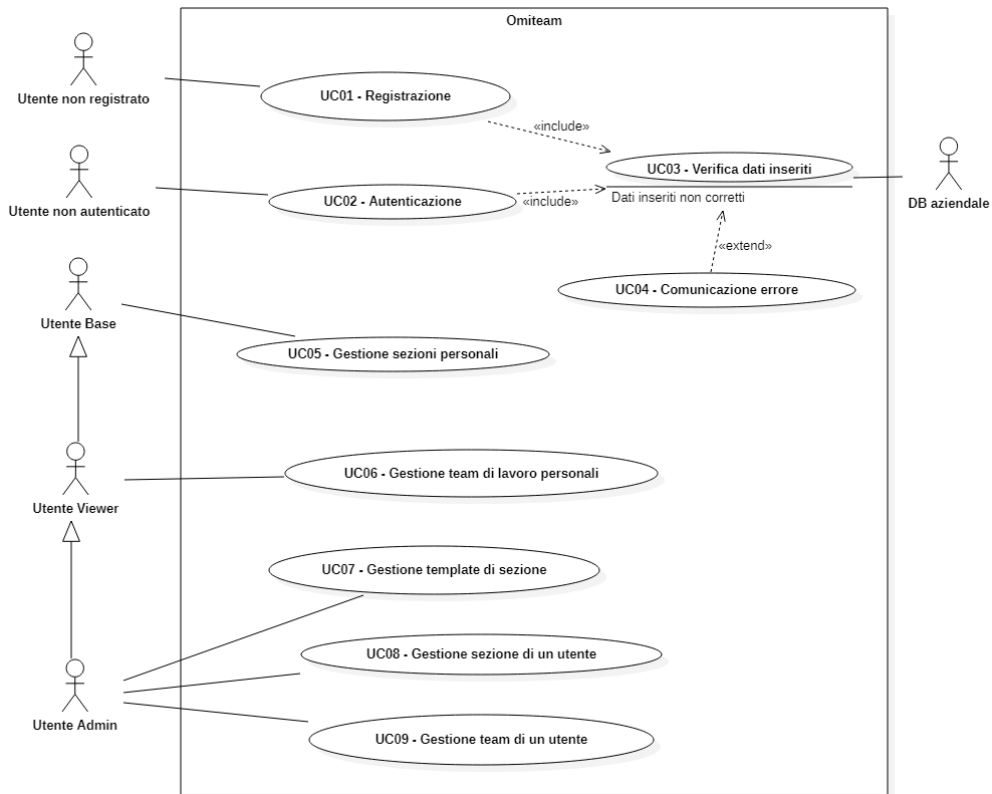 Omiteam
Utente non registrato
UC01 - Registrazione
«include»
UC03 - Verifica dati inseriti
Dati inseriti non corretti
DB aziendale
Utente non autenticato
UC02 - Autenticazione
«include»
«extend»
UC04 - Comunicazione errore
Utente Base
UC05 - Gestione sezioni personali
Utente Viewer
UC06 - Gestione team di lavoro personali
UC07 - Gestione template di sezione
UC08 - Gestione sezione di un utente
Utente Admin
UC09 - Gestione team di un utente